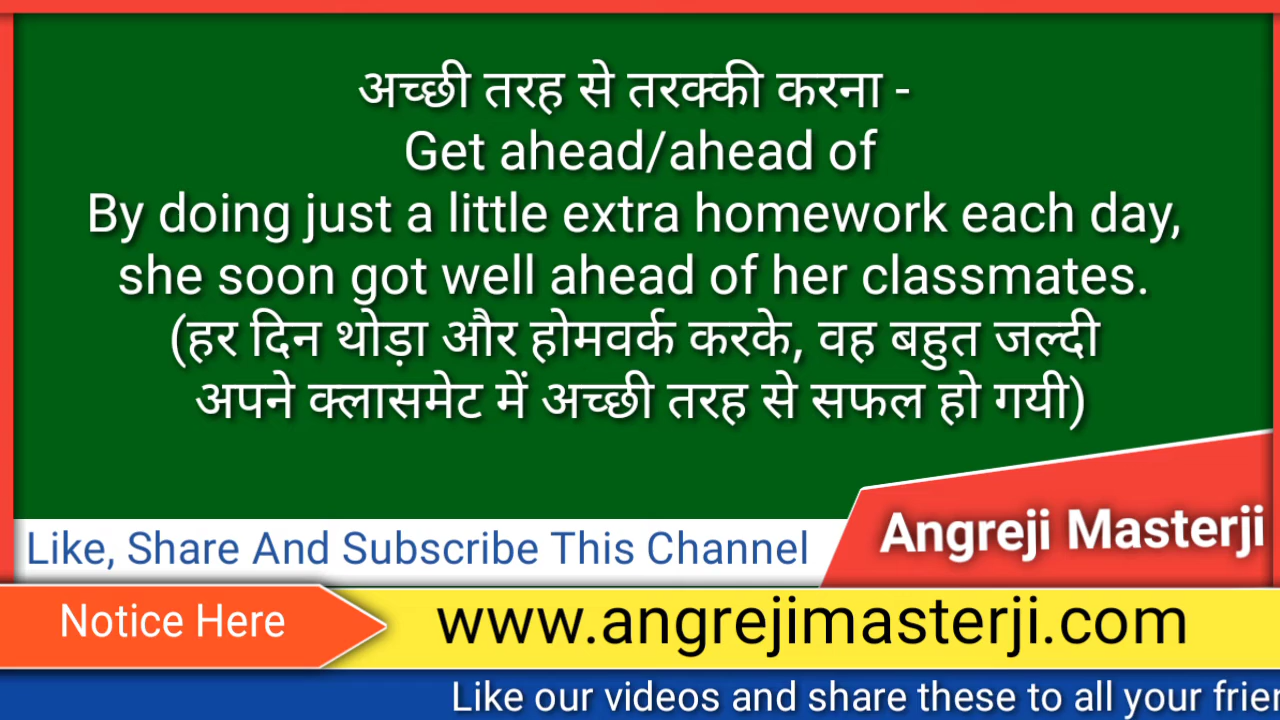 अच्छी तरह से तरक्की करना -
Get ahead/ahead of
By doing just a little extra homework each day,
she soon got well ahead of her classmates.
(हर दिन थोड़ा और होमवर्क करके, वह बहुत जल्दी
अपने क्लासमेट में अच्छी तरह से सफल हो गयी)
Angreji Masterji
Like, Share And Subscribe This Channel
Notice Here
www.angrejimasterji.com
Like our videos and share these to all your